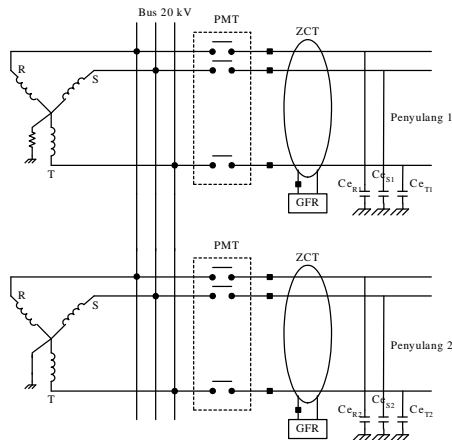 Bus 20 kV
PMT
ZCT
R
S
T
Penyulang 1
GFR
Ce_R1
Ce_S1
Ce_T1
PMT
ZCT
R
S
T
Penyulang 2
GFR
Ce_R2
Ce_S2
Ce_T2